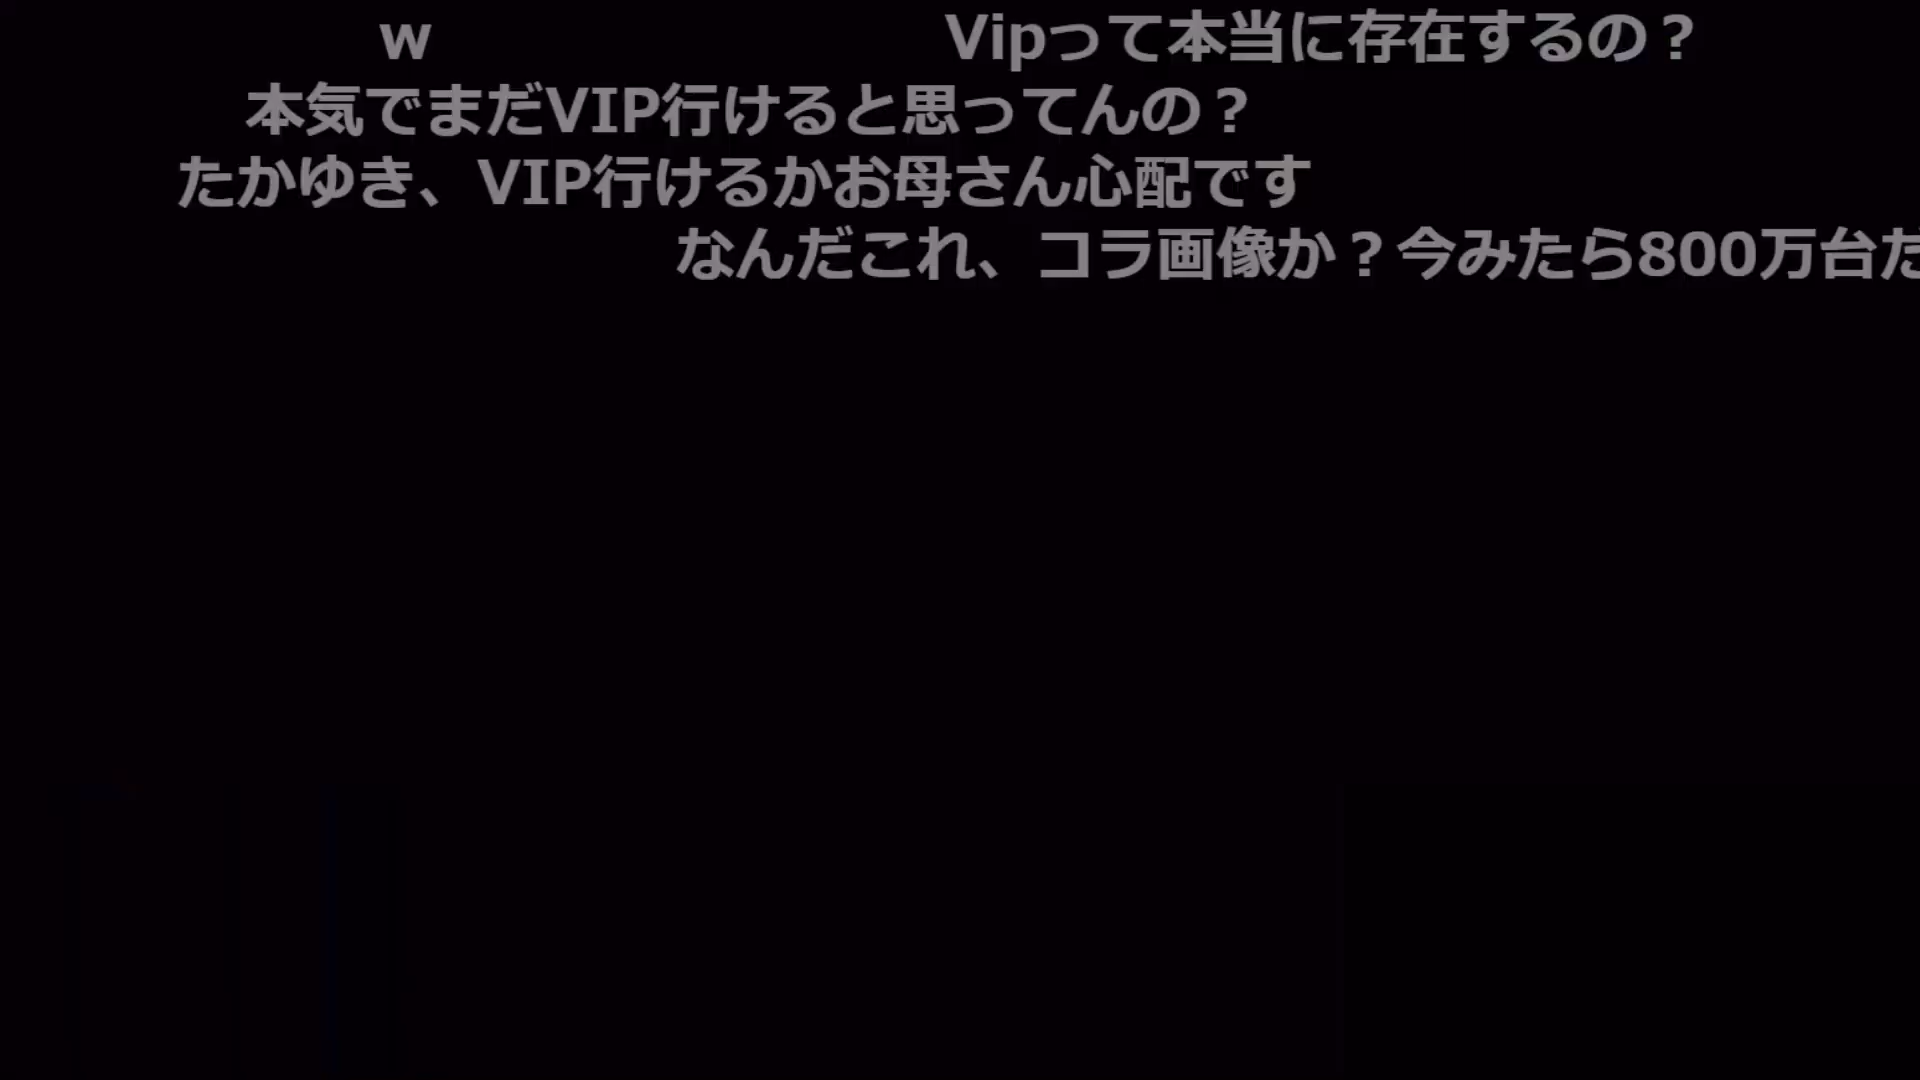 w
Vipって本当に存在するの？
本気でまだVIP行けると思ってんの？
たかゆき、VIP行けるかお母さん心配です
なんだこれ、コラ画像か？今みたら800万台だ